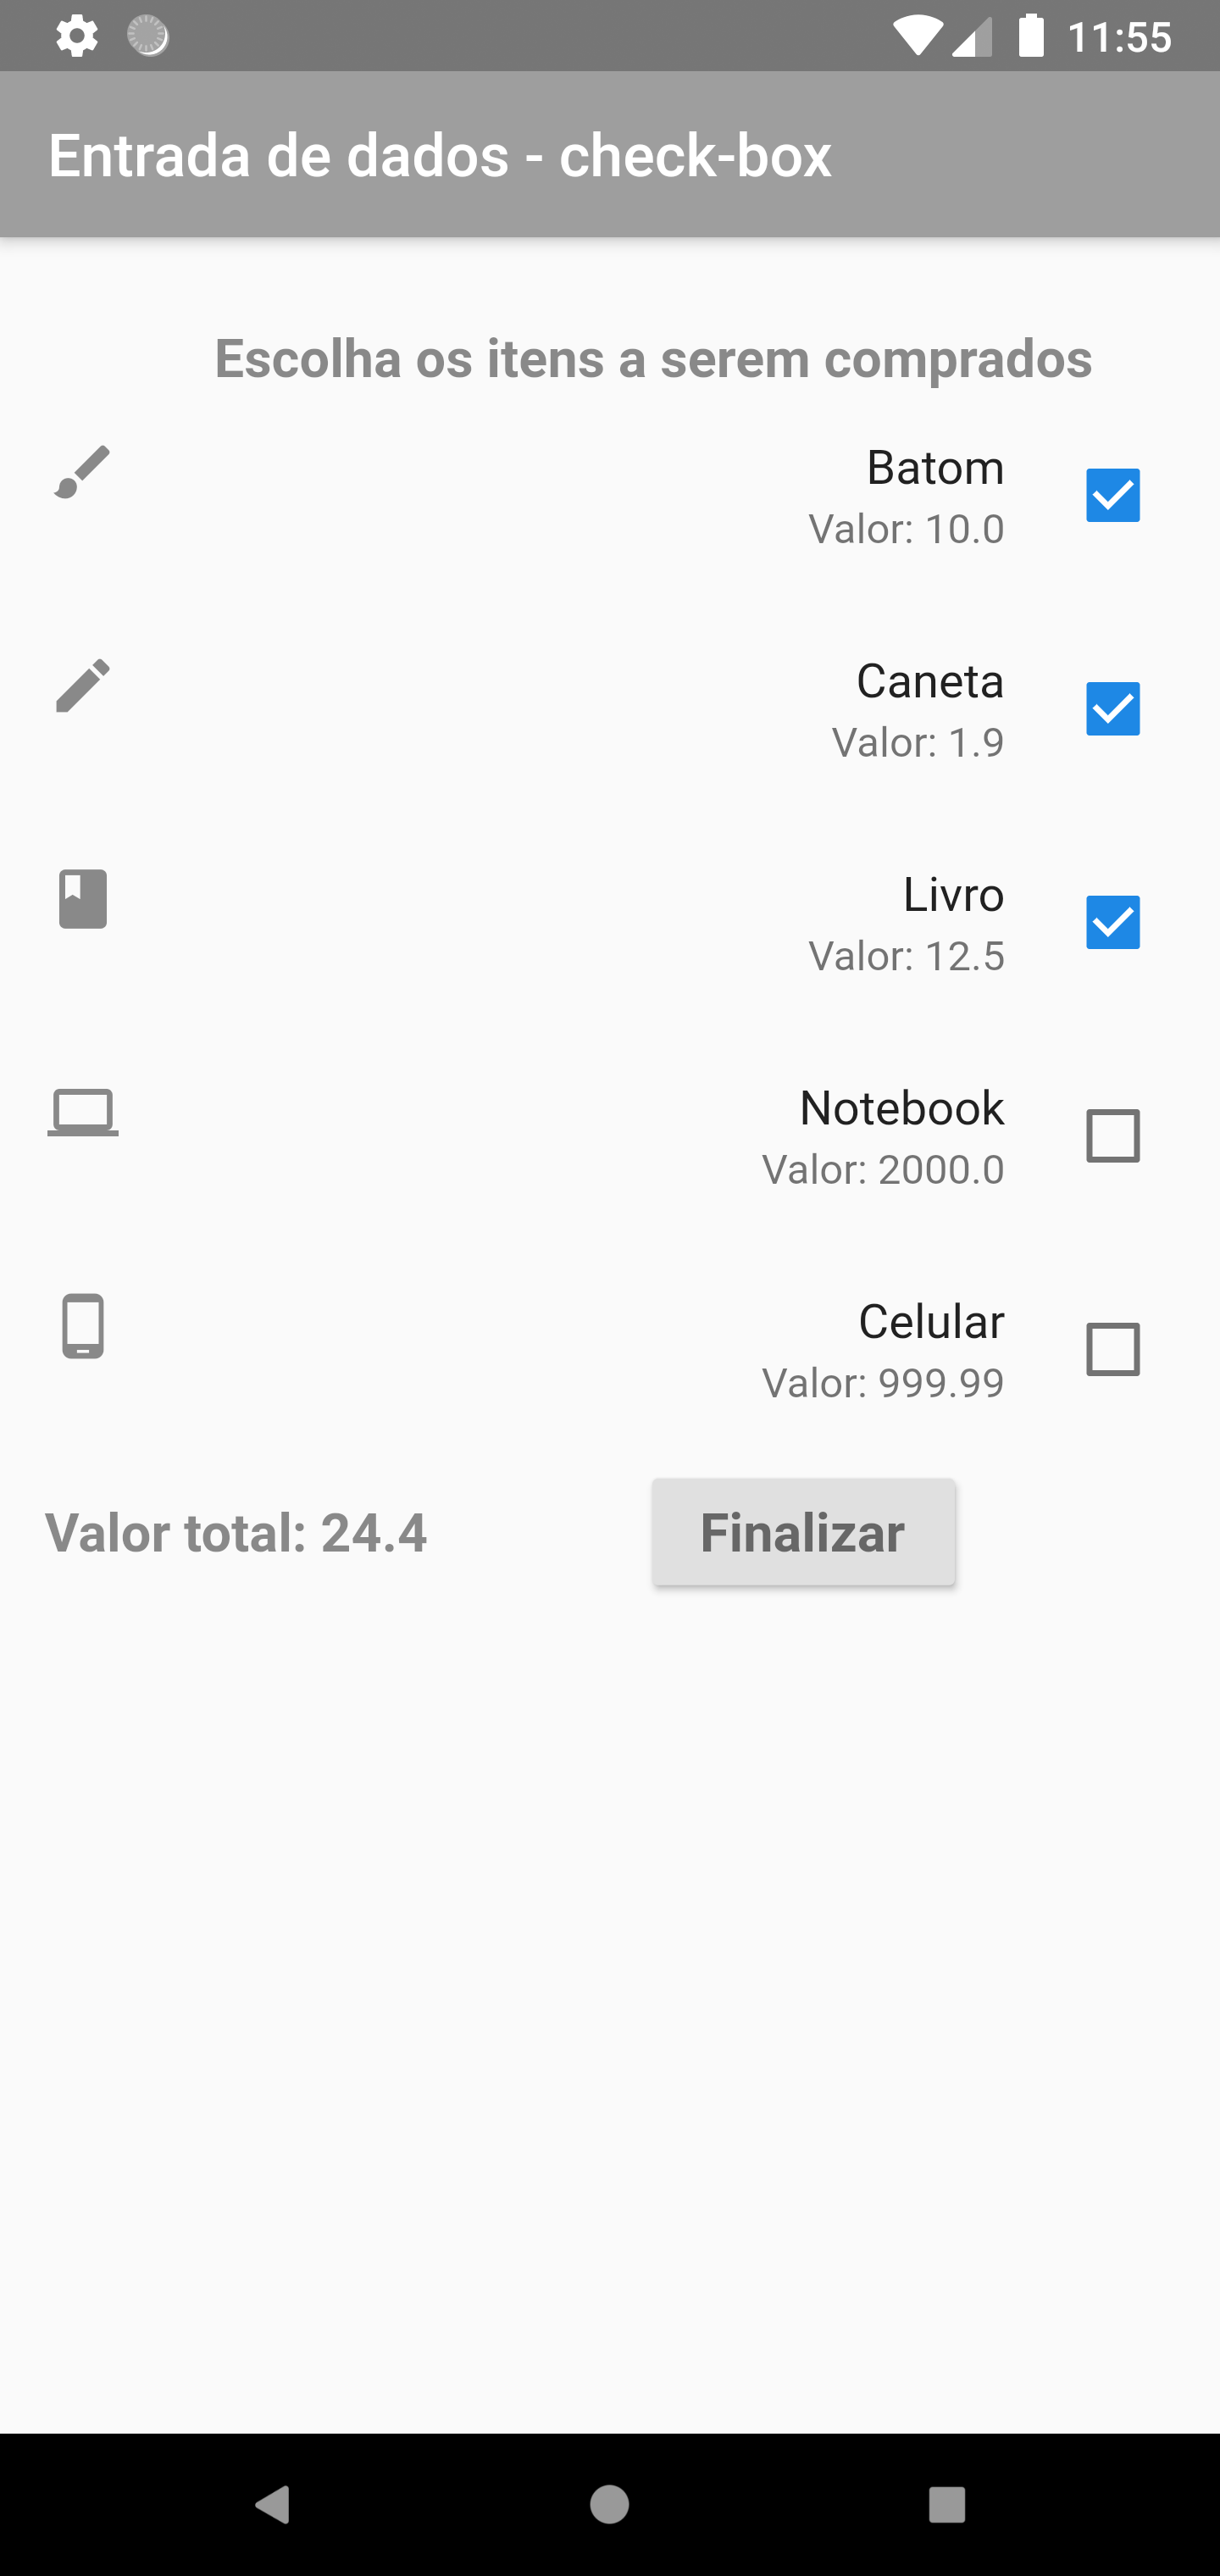 11:55
Entrada de dados - check-box
Escolha os itens a serem comprados
Batom
Valor: 10.0
Caneta
Valor: 1.9
Livro
Valor: 12.5
Notebook
Valor: 2000.0
Celular
Valor: 999.99
Valor total: 24.4
Finalizar